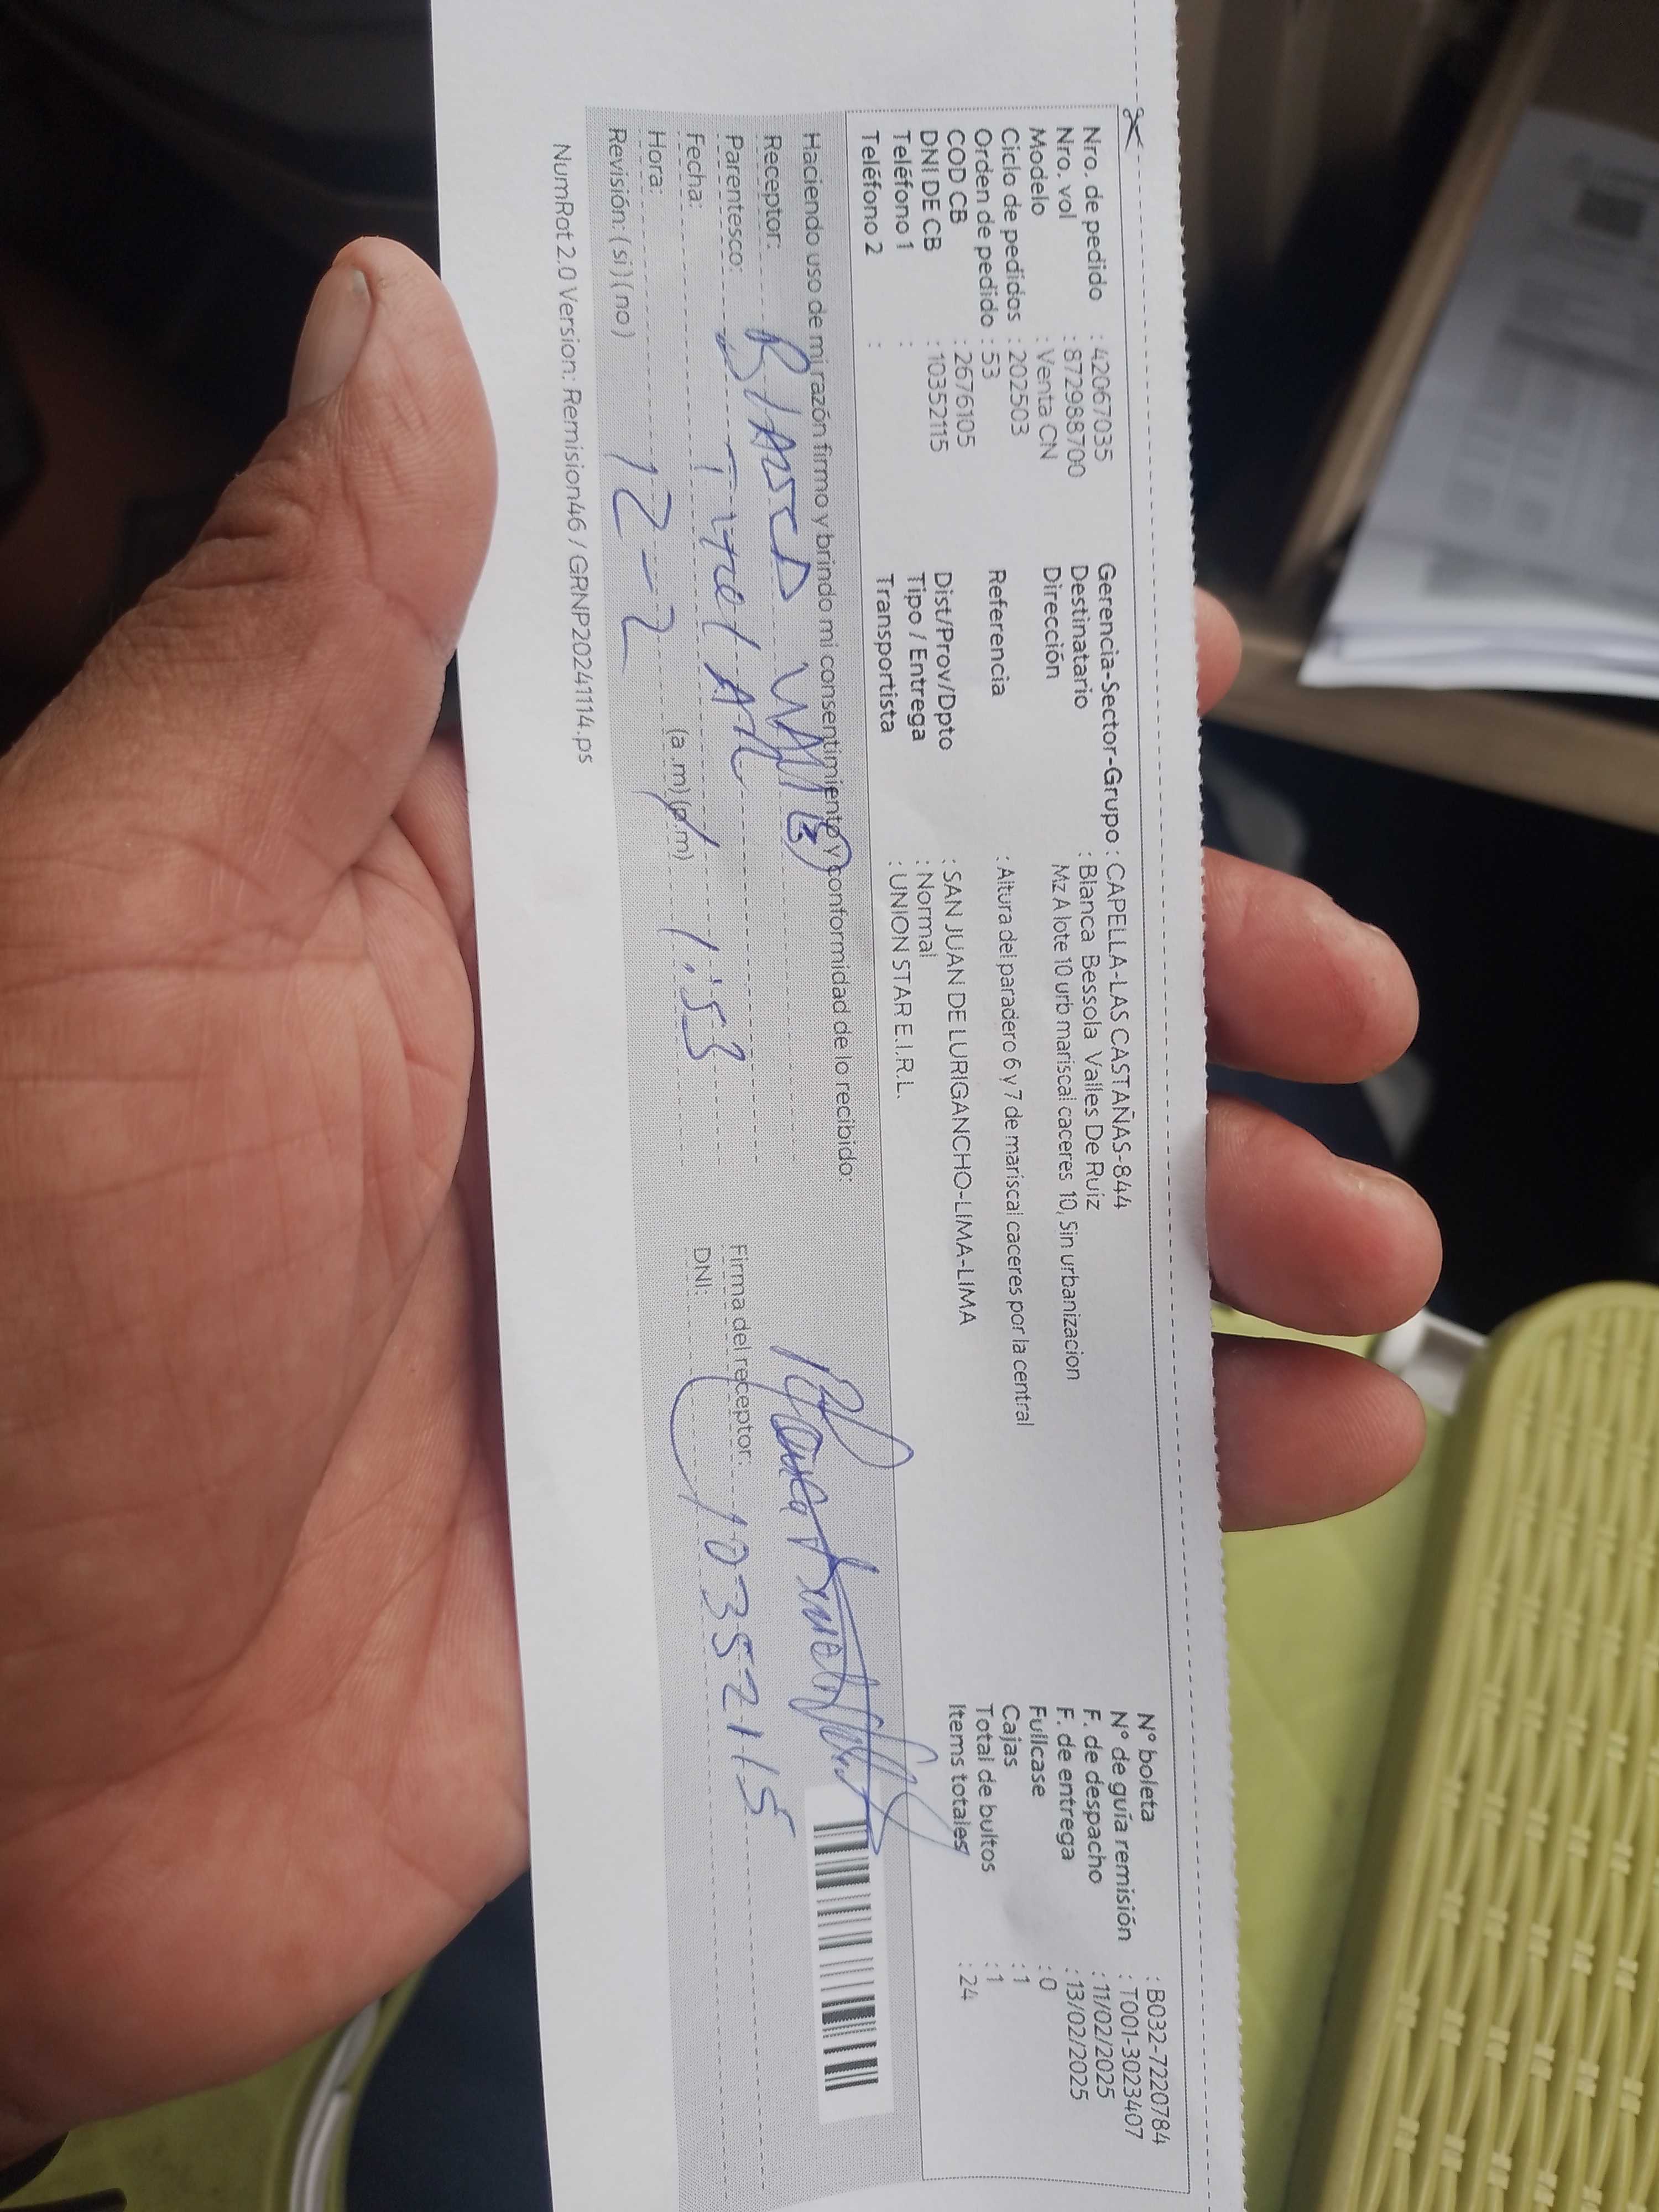 Nro. de pedido : 42067035
Nro. vol : 872988700
Modelo : Venta CN
Ciclo de pedidos : 202503
Orden de pedido : 53
COD CB : 2676105
DNI DE CB : 10352115
Teléfono 1 :
Teléfono 2 :
Gerencia-Sector-Grupo : CAPELLA-LAS CASTAÑAS-844
Destinatario : Blanca Bessola Valles De Ruiz
Dirección Mz A lote 10 urb mariscal caceres 10, Sin urbanizacion
Referencia : Altura del paradero 6 y 7 de mariscal caceres por la central
Dist/Prov/Dpto : SAN JUAN DE LURIGANCHO-LIMA-LIMA
Tipo / Entrega : Normal
Transportista : UNION STAR E.I.R.L.
N° boleta : B032-7220784
N° de guía remisión : T001-3023407
F. de despacho : 11/02/2025
F. de entrega : 13/02/2025
Fullcase : 0
Cajas : 1
Total de bultos : 1
Items totales : 24
Haciendo uso de mi razón firmo y brindo mi consentimiento y conformidad de lo recibido:
Receptor:
Parentesco: Titular
Fecha: 12-2
Hora: (a.m)(p.m) 1:53
Revisión: (si) (no)
Firma del receptor:
DNI: 10352115
NumRot 2.0 Version: Remision46 / GRNP20241114.ps